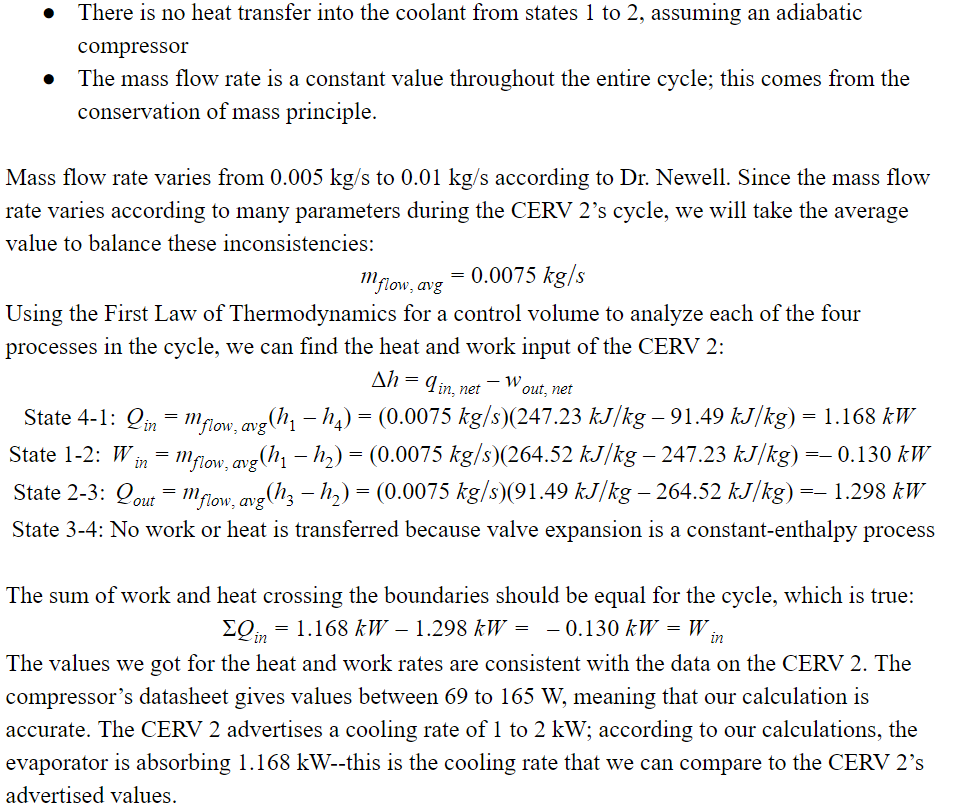 ● There is no heat transfer into the coolant from states 1 to 2, assuming an adiabatic
compressor
● The mass flow rate is a constant value throughout the entire cycle; this comes from the
conservation of mass principle.
Mass flow rate varies from 0.005 kg/s to 0.01 kg/s according to Dr. Newell. Since the mass flow
rate varies according to many parameters during the CERV 2’s cycle, we will take the average
value to balance these inconsistencies:
m_{flow, avg} = 0.0075 kg/s
Using the First Law of Thermodynamics for a control volume to analyze each of the four
processes in the cycle, we can find the heat and work input of the CERV 2:
Δh = q_{in, net} − w_{out, net}
State 4-1: Q_{in} = m_{flow, avg}(h_1 − h_4) = (0.0075 kg/s)(247.23 kJ/kg – 91.49 kJ/kg) = 1.168 kW
State 1-2: W_{in} = m_{flow, avg}(h_1 − h_2) = (0.0075 kg/s)(264.52 kJ/kg – 247.23 kJ/kg) =– 0.130 kW
State 2-3: Q_{out} = m_{flow, avg}(h_3 − h_2) = (0.0075 kg/s)(91.49 kJ/kg – 264.52 kJ/kg) =– 1.298 kW
State 3-4: No work or heat is transferred because valve expansion is a constant-enthalpy process
The sum of work and heat crossing the boundaries should be equal for the cycle, which is true:
ΣQ_{in} = 1.168 kW – 1.298 kW = – 0.130 kW = W_{in}
The values we got for the heat and work rates are consistent with the data on the CERV 2. The
compressor’s datasheet gives values between 69 to 165 W, meaning that our calculation is
accurate. The CERV 2 advertises a cooling rate of 1 to 2 kW; according to our calculations, the
evaporator is absorbing 1.168 kW--this is the cooling rate that we can compare to the CERV 2’s
advertised values.